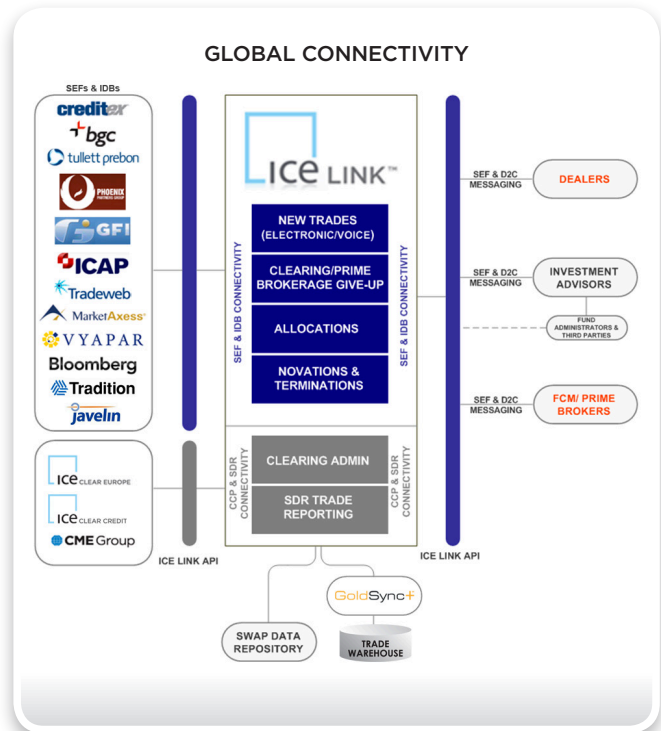 GLOBAL CONNECTIVITY
SEFs & IDBs
creditex
bgc
tullett prebon
PHOENIX
PARTNERS GROUP
GFI
ICAP
Tradeweb
MarketAxess®
VYAPAR
Bloomberg
Tradition
javelin
ICE CLEAR EUROPE
ICE CLEAR CREDIT
CME Group
ICE LINK API
ICE LINK™
SEF & IDB CONNECTIVITY
NEW TRADES
(ELECTRONIC/VOICE)
CLEARING/PRIME
BROKERAGE GIVE-UP
ALLOCATIONS
NOVATIONS &
TERMINATIONS
SEF & IDB CONNECTIVITY
CCP & SDR
CONNECTIVITY
CLEARING ADMIN
SDR TRADE
REPORTING
CCP & SDR
CONNECTIVITY
ICE LINK API
SEF & D2C
MESSAGING
DEALERS
SEF & D2C
MESSAGING
INVESTMENT
ADVISORS
FUND
ADMINISTRATORS &
THIRD PARTIES
SEF & D2C
MESSAGING
FCM/ PRIME
BROKERS
GoldSync+
SWAP DATA
REPOSITORY
TRADE
WAREHOUSE